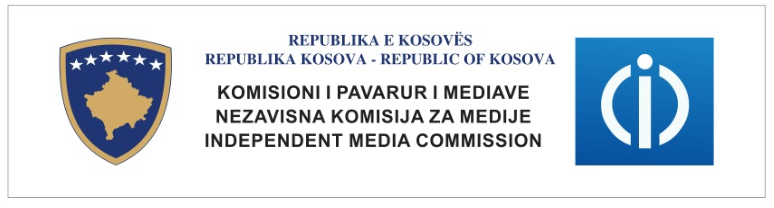 REPUBLIKA E KOSOVËS
REPUBLIKA KOSOVA - REPUBLIC OF KOSOVA
KOMISIONI I PAVARUR I MEDIAVE
NEZAVISNA KOMISIJA ZA MEDIJE
INDEPENDENT MEDIA COMMISSION